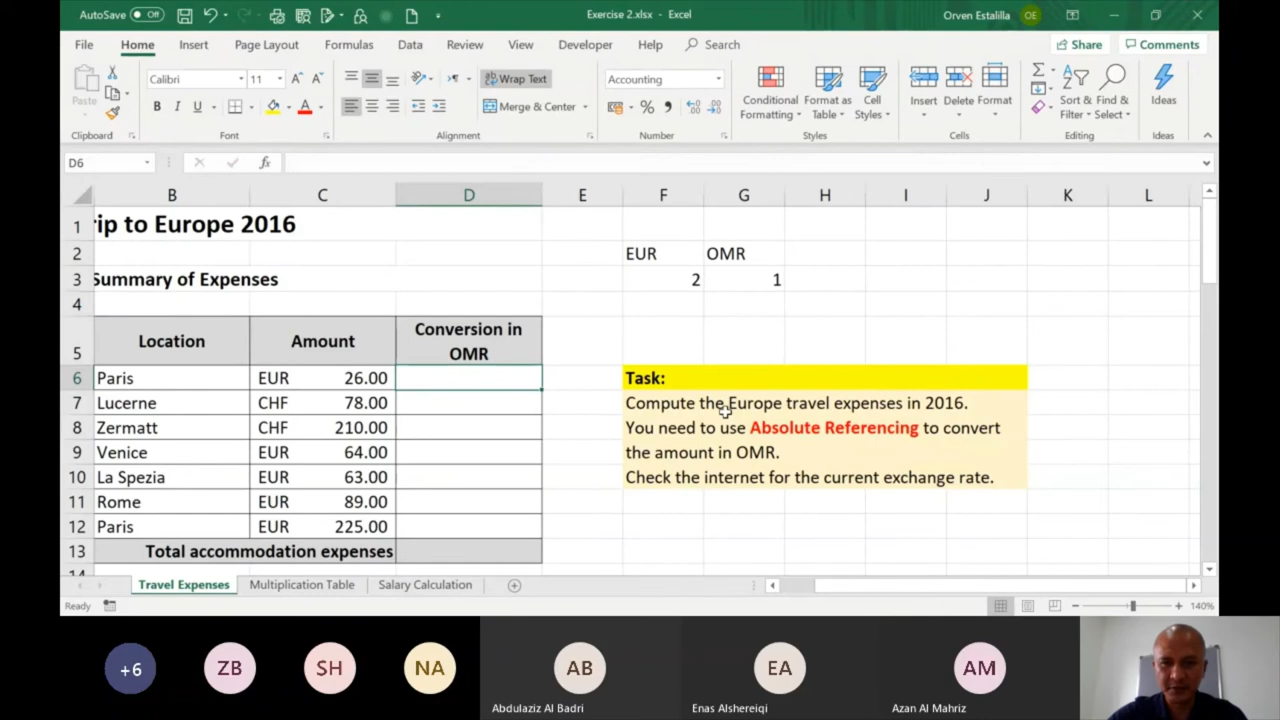 AutoSave Off Exercise 2.xlsx - Excel Orven Estalilla OE
File Home Insert Page Layout Formulas Data Review View Developer Help Search Share Comments
Paste Calibri 11 A A Wrap Text Accounting
B I U A Merge & Center % , Conditional Formatting Format as Table Cell Styles Insert Delete Format Sort & Filter Find & Select Ideas
Clipboard Font Alignment Number Styles Cells Editing Ideas
D6 fx
B C D E F G H I J K L
1 rip to Europe 2016
2 EUR OMR
3 Summary of Expenses 2 1
4
5 Location Amount Conversion in OMR
6 Paris EUR 26.00 Task:
7 Lucerne CHF 78.00 Compute the Europe travel expenses in 2016.
8 Zermatt CHF 210.00 You need to use Absolute Referencing to convert
9 Venice EUR 64.00 the amount in OMR.
10 La Spezia EUR 63.00 Check the internet for the current exchange rate.
11 Rome EUR 89.00
12 Paris EUR 225.00
13 Total accommodation expenses
14
Travel Expenses Multiplication Table Salary Calculation
Ready 140%
+6 ZB SH NA AB EA AM
Abdulaziz Al Badri Enas Alshereiqi Azan Al Mahriz